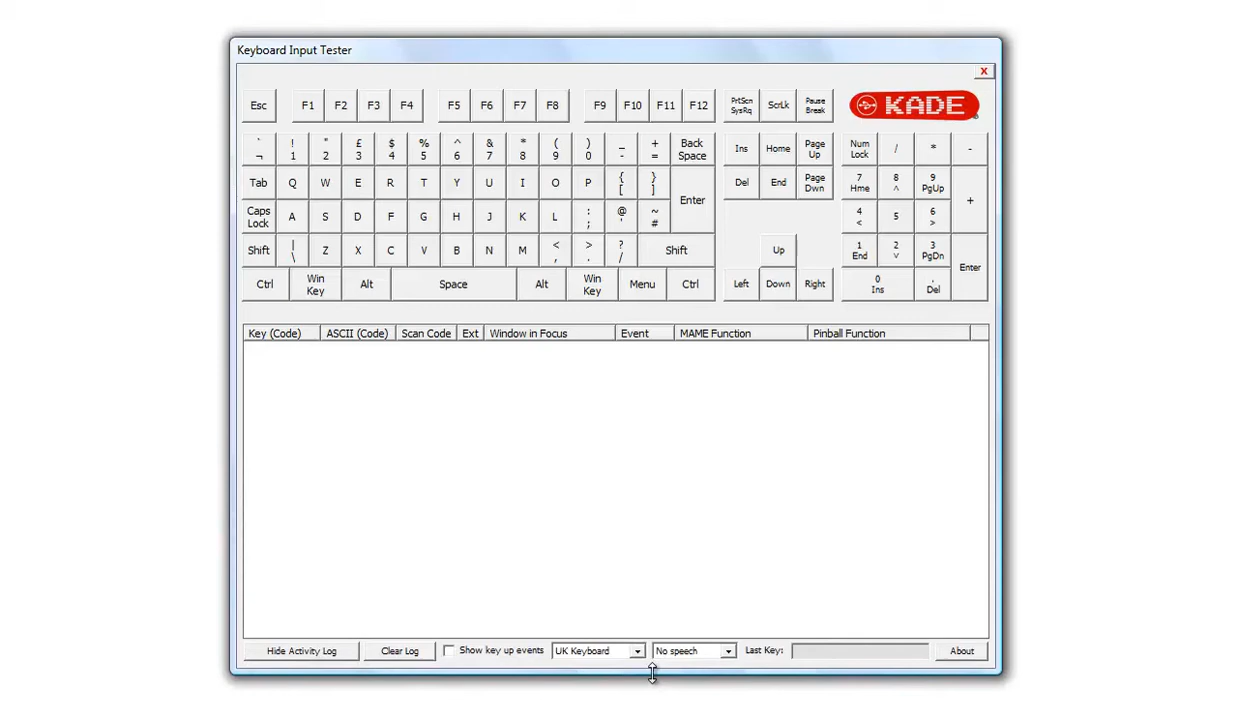 Keyboard Input Tester
X
Esc F1 F2 F3 F4 F5 F6 F7 F8 F9 F10 F11 F12 PrtScn SysRq ScrLk Pause Break KADE
` ¬ ! 1 " 2 £ 3 $ 4 % 5 ^ 6 & 7 * 8 ( 9 ) 0 _ - + = Back Space Ins Home Page Up Num Lock / * -
Tab Q W E R T Y U I O P { [ } ] Enter Del End Page Dwn 7 Hme 8 ^ 9 PgUp +
Caps Lock A S D F G H J K L : ; @ ' ~ # 4 < 5 6 >
Shift | \ Z X C V B N M < , > . ? / Shift Up 1 End 2 v 3 PgDn Enter
Ctrl Win Key Alt Space Alt Win Key Menu Ctrl Left Down Right 0 Ins . Del
Key (Code) ASCII (Code) Scan Code Ext Window in Focus Event MAME Function Pinball Function
Hide Activity Log Clear Log Show key up events UK Keyboard No speech Last Key: About